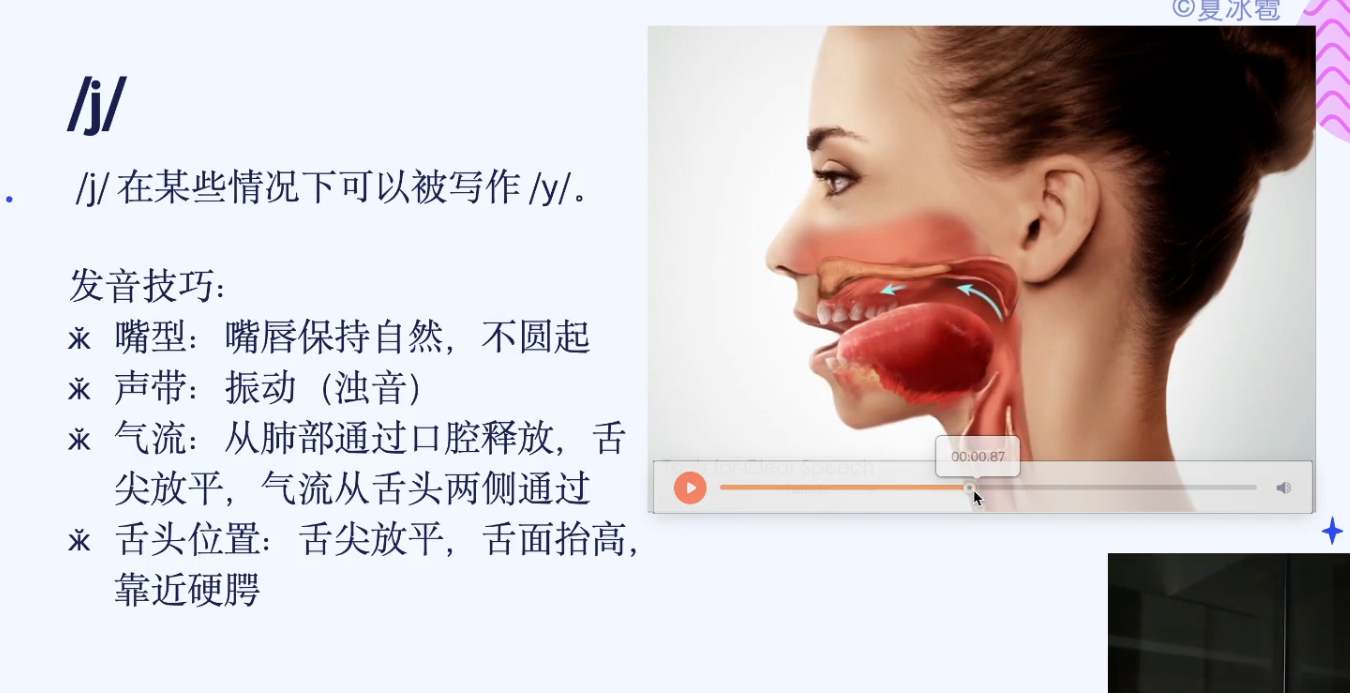 ©夏冰雹
/j/
/j/ 在某些情况下可以被写作 /y/。
发音技巧：
嘴型：嘴唇保持自然，不圆起
声带：振动（浊音）
气流：从肺部通过口腔释放，舌
尖放平，气流从舌头两侧通过
舌头位置：舌尖放平，舌面抬高，
靠近硬腭
for Clear Speech
00:00.87